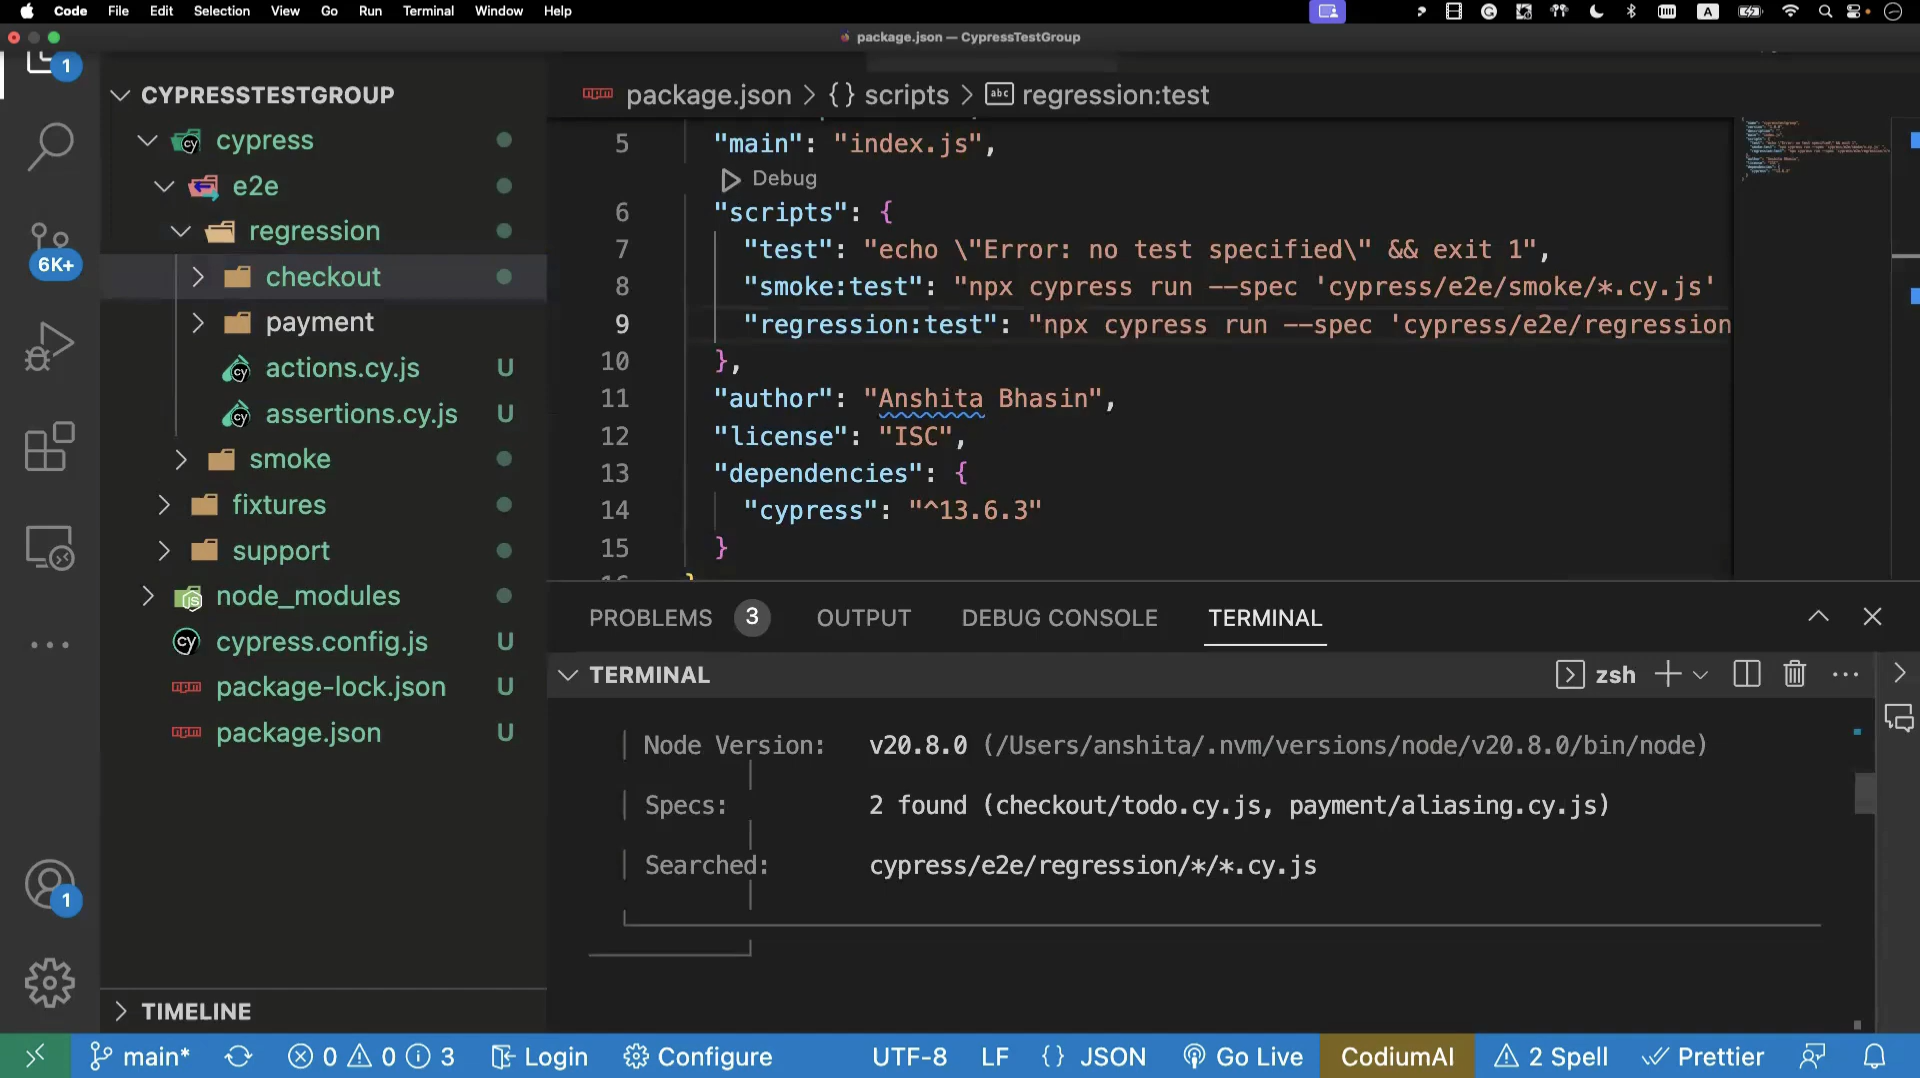 Code File Edit Selection View Go Run Terminal Window Help
A
package.json — CypressTestGroup
1
6K+
1
CYPRESSTESTGROUP
cypress
e2e
regression
checkout
payment
actions.cy.js U
assertions.cy.js U
smoke
fixtures
support
node_modules
cypress.config.js U
package-lock.json U
package.json U
TIMELINE
package.json > {} scripts > abc regression:test
5 "main": "index.js",
Debug
6 "scripts": {
7 "test": "echo \"Error: no test specified\" && exit 1",
8 "smoke:test": "npx cypress run --spec 'cypress/e2e/smoke/*.cy.js'
9 "regression:test": "npx cypress run --spec 'cypress/e2e/regression
10 },
11 "author": "Anshita Bhasin",
12 "license": "ISC",
13 "dependencies": {
14 "cypress": "^13.6.3"
15 }
16 }
PROBLEMS 3 OUTPUT DEBUG CONSOLE TERMINAL
TERMINAL zsh
Node Version: v20.8.0 (/Users/anshita/.nvm/versions/node/v20.8.0/bin/node)
Specs: 2 found (checkout/todo.cy.js, payment/aliasing.cy.js)
Searched: cypress/e2e/regression/*/*.cy.js
main* 0 0 3 Login Configure UTF-8 LF {} JSON Go Live CodiumAI 2 Spell Prettier